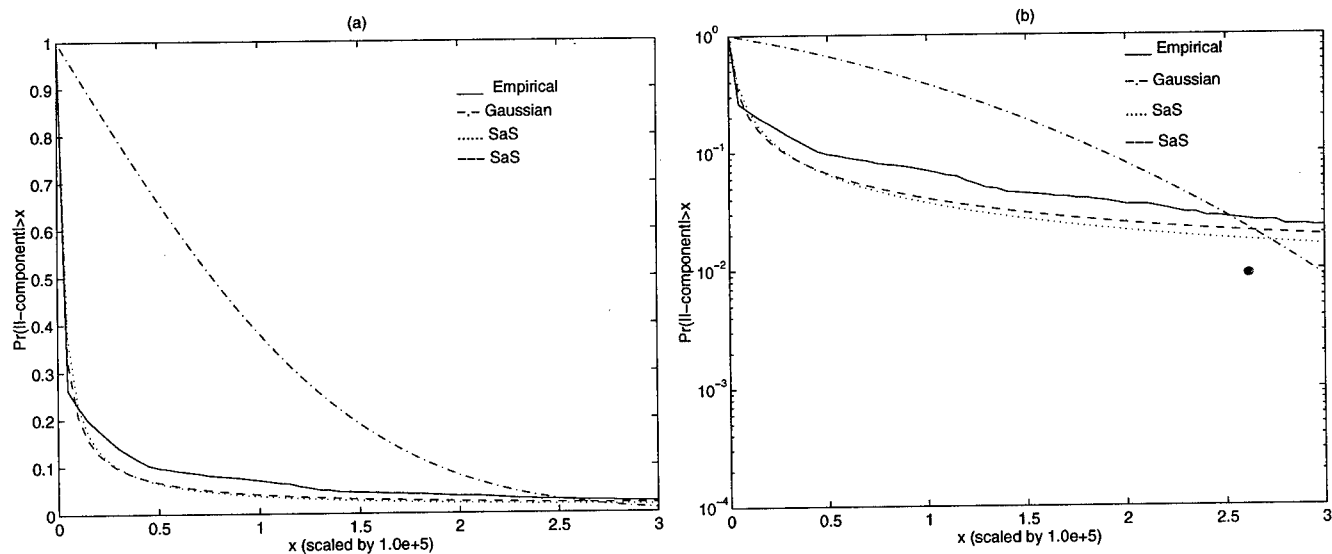 (a)
1
0.9
0.8
0.7
0.6
0.5
0.4
0.3
0.2
0.1
0
Pr(|I-component|>x
Empirical
Gaussian
SaS
SaS
0 0.5 1 1.5 2 2.5 3
x (scaled by 1.0e+5)
(b)
10^0
10^-1
10^-2
10^-3
10^-4
Pr(|I-component|>x
Empirical
Gaussian
SaS
SaS
0 0.5 1 1.5 2 2.5 3
x (scaled by 1.0e+5)